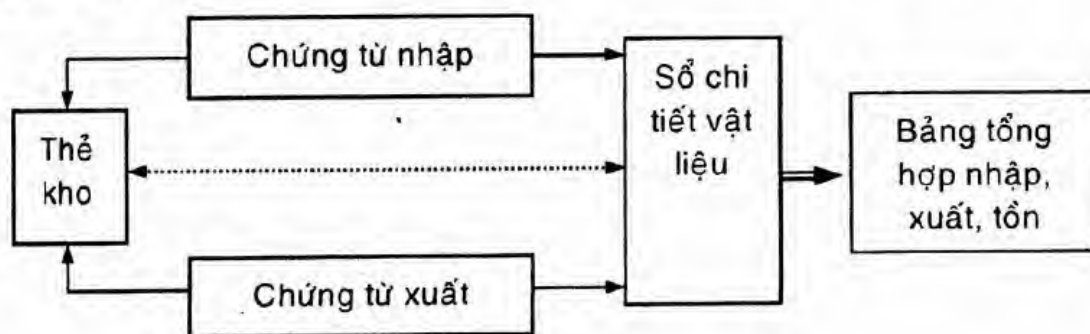 Chứng từ nhập
Thẻ
kho
Sổ chi
tiết vật
liệu
Bảng tổng
hợp nhập,
xuất, tồn
Chứng từ xuất